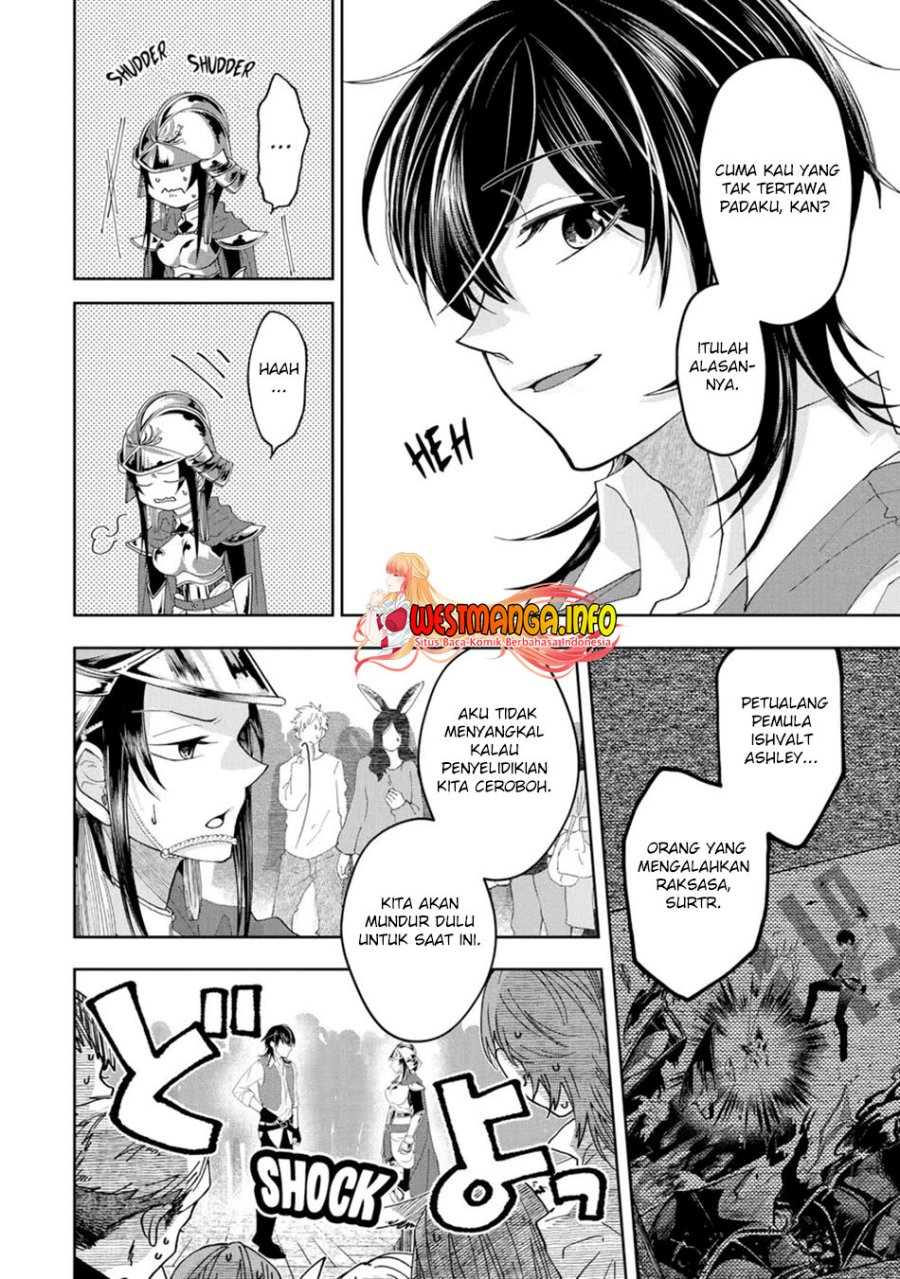 CUMA KAU YANG
TAK TERTAWA
PADAKU, KAN?
ITULAH
ALASAN-
NYA.
HEH
SHUDDER
SHUDDER
...
HAAH
...
WESTMANGA.INFO
Situs Baca Komik Berbahasa Indonesia
PETUALANG
PEMULA
ISHVALT
ASHLEY...
ORANG YANG
MENGALAHKAN
RAKSASA,
SURTR.
AKU TIDAK
MENYANGKAL
KALAU
PENYELIDIKIAN
KITA CEROBOH.
KITA AKAN
MUNDUR DULU
UNTUK SAAT INI.
どよっ
SHOCK